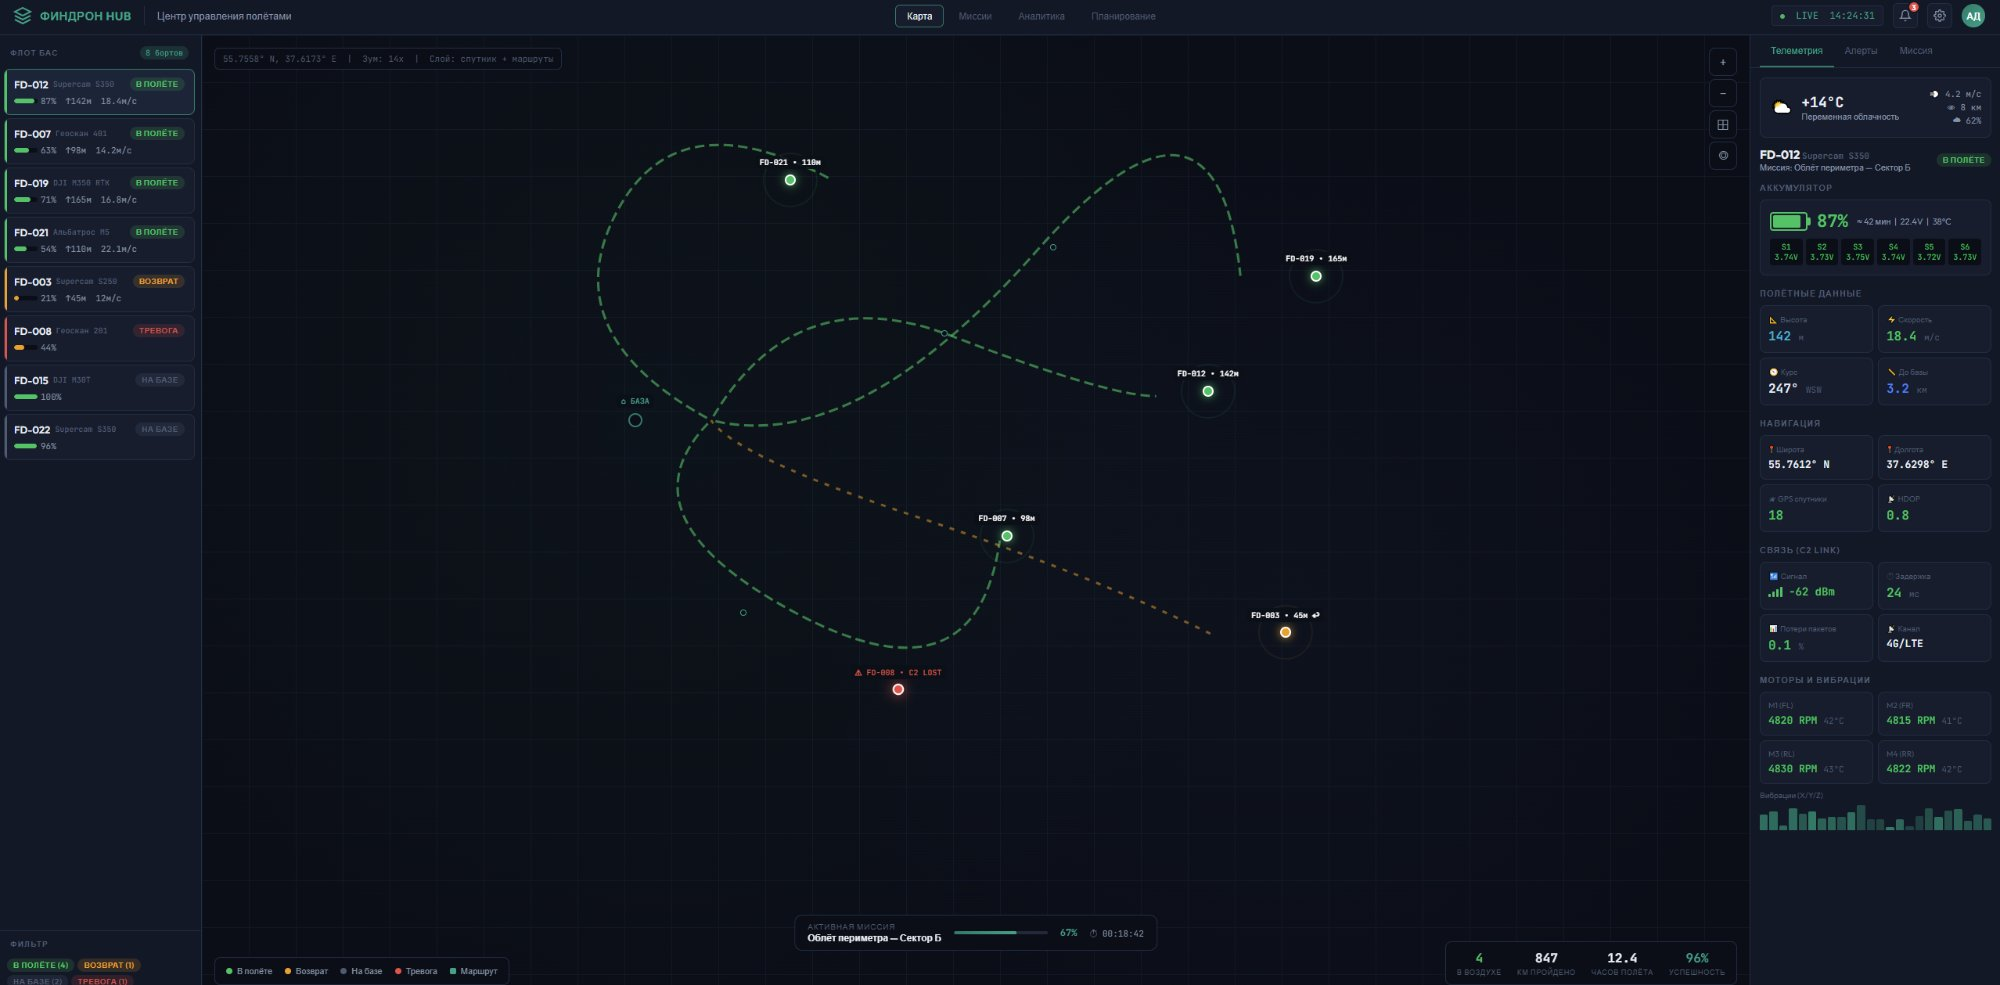 ФИНДРОН HUB
Центр управления полётами
Карта
Миссии
Аналитика
Планирование
LIVE 14:24:31
3
АД
ФЛОТ БАС
8 бортов
FD-012 Supercam S350 В ПОЛЁТЕ
87% ↑142м 18.4м/с
FD-007 Геоскан 401 В ПОЛЁТЕ
63% ↑98м 14.2м/с
FD-019 DJI M350 RTK В ПОЛЁТЕ
71% ↑165м 16.8м/с
FD-021 Альбатрос М5 В ПОЛЁТЕ
54% ↑110м 22.1м/с
FD-003 Supercam S250 ВОЗВРАТ
21% ↑45м 12м/с
FD-008 Геоскан 201 ТРЕВОГА
44%
FD-015 DJI M30T НА БАЗЕ
100%
FD-022 Supercam S350 НА БАЗЕ
96%
ФИЛЬТР
В ПОЛЁТЕ (4) ВОЗВРАТ (1)
НА БАЗЕ (2) ТРЕВОГА (1)
55.7558° N, 37.6173° E | Зум: 14x | Слой: спутник + маршруты
+
−
FD-021 • 110м
FD-019 • 165м
FD-012 • 142м
⌂ БАЗА
FD-007 • 98м
FD-003 • 45м ↩
⚠ FD-008 • C2 LOST
АКТИВНАЯ МИССИЯ
Облёт периметра — Сектор Б
67%
⏱ 00:18:42
В полёте
Возврат
На базе
Тревога
Маршрут
4
В ВОЗДУХЕ
847
КМ ПРОЙДЕНО
12.4
ЧАСОВ ПОЛЁТА
96%
УСПЕШНОСТЬ
Телеметрия
Алерты
Миссия
+14°C
Переменная облачность
4.2 м/с
8 км
62%
FD-012 Supercam S350
В ПОЛЁТЕ
Миссия: Облёт периметра — Сектор Б
АККУМУЛЯТОР
87% ~42 мин | 22.4V | 38°C
S1 S2 S3 S4 S5 S6
3.74V 3.73V 3.75V 3.74V 3.72V 3.73V
ПОЛЁТНЫЕ ДАННЫЕ
Высота
142 м
Скорость
18.4 м/с
Курс
247° WSW
До базы
3.2 км
НАВИГАЦИЯ
Широта
55.7612° N
Долгота
37.6298° E
GPS спутники
18
HDOP
0.8
СВЯЗЬ (C2 LINK)
Сигнал
-62 dBm
Задержка
24 мс
Потери пакетов
0.1 %
Канал
4G/LTE
МОТОРЫ И ВИБРАЦИИ
M1 (FL)
4820 RPM 42°C
M2 (FR)
4815 RPM 41°C
M3 (RL)
4830 RPM 43°C
M4 (RR)
4822 RPM 42°C
Вибрации (X/Y/Z)